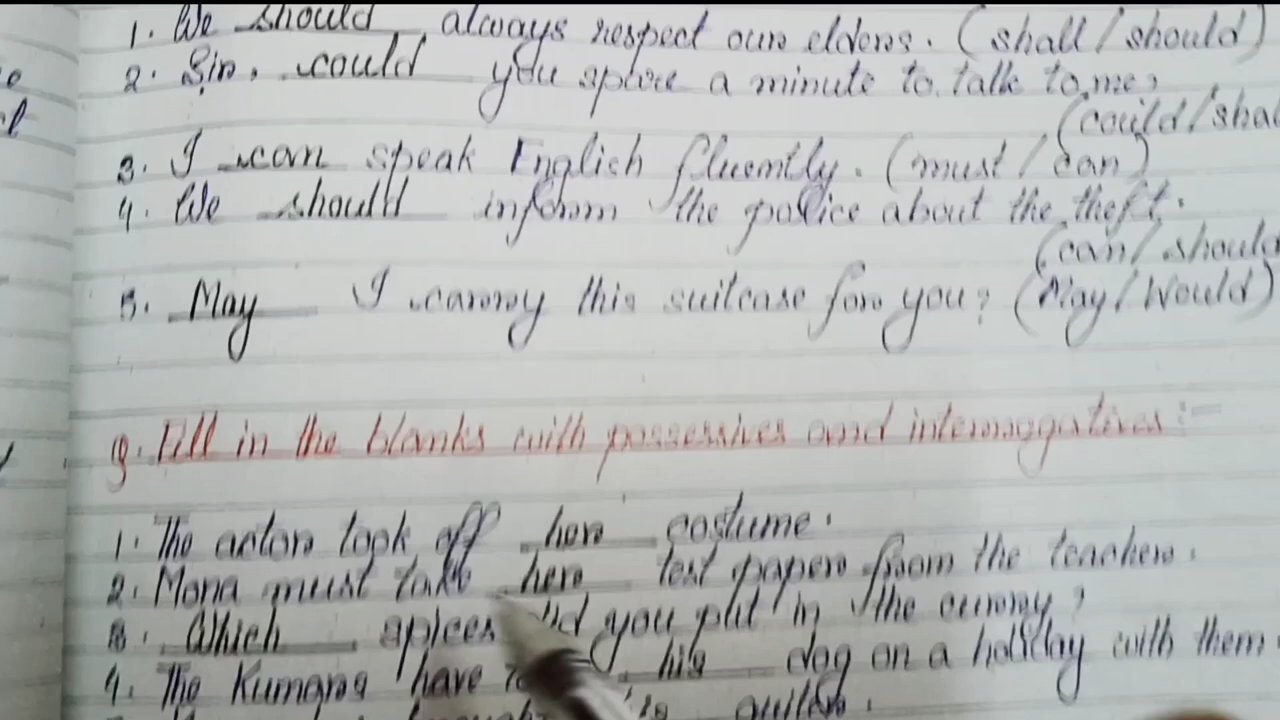 1. We should always respect our elders. (shall/should)
2. Sir, could you spare a minute to talk to me?
(could/shal
3. I can speak English fluently. (must/can)
4. We should inform the police about the theft.
(can/should
5. May I carry this suitcase for you? (May/Would)
g. Fill in the blanks with possessives and interrogatives:-
1. The actor took off her costume.
2. Mona must take her test paper from the teacher.
3. Which spices did you put in the curry?
4. The Kumars have his dog on a holiday with them